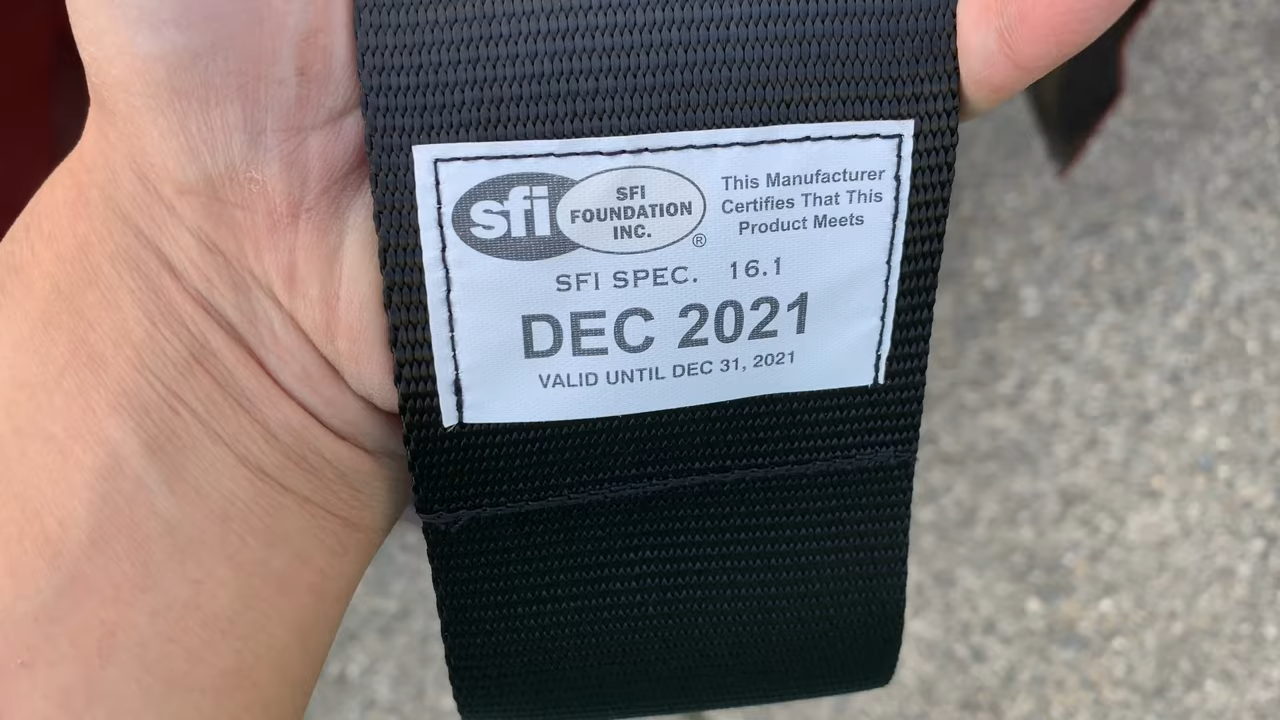 sfi
SFI
FOUNDATION
INC.
®
This Manufacturer
Certifies That This
Product Meets
SFI SPEC. 16.1
DEC 2021
VALID UNTIL DEC 31, 2021